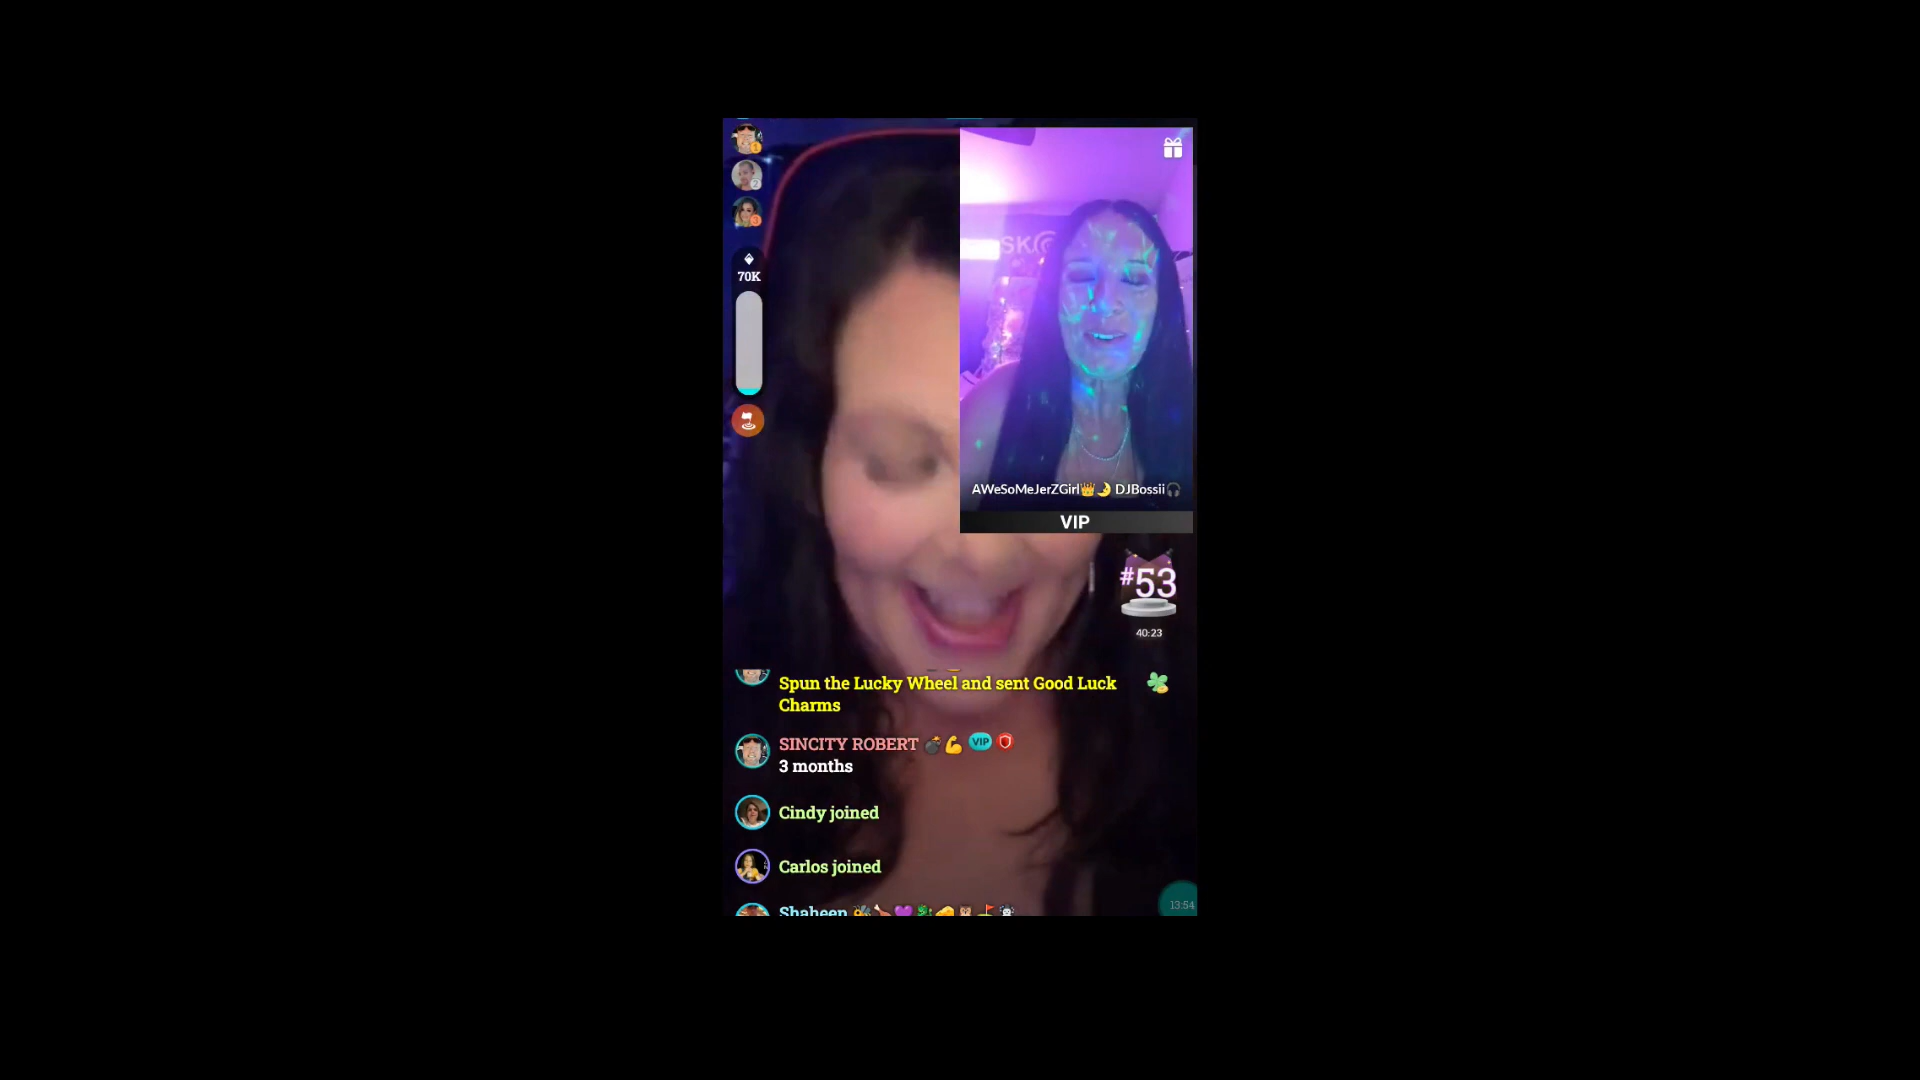 SK
70K
AWeSoMeJerZGirl👑🌛 DJBossii🎧
VIP
#53
40:23
Spun the Lucky Wheel and sent Good Luck
Charms
SINCITY ROBERT 💣💪 VIP
3 months
Cindy joined
Carlos joined
Shaheen
13:54